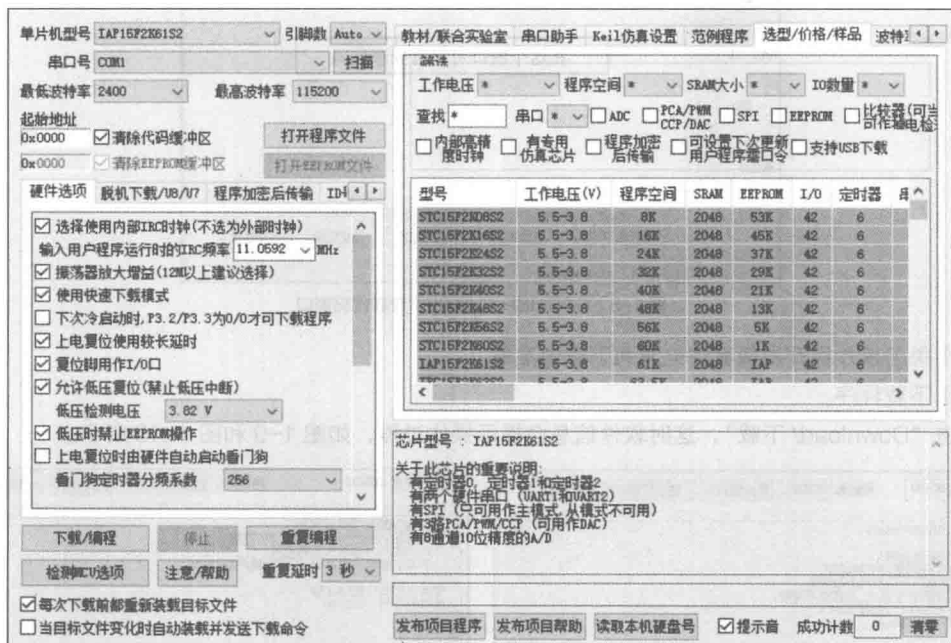 单片机型号 IAP15F2K61S2 引脚数 Auto
串口号 COM1 扫描
最低波特率 2400 最高波特率 115200
起始地址
0x0000 清除代码缓冲区 打开程序文件
0x0000 清除EEPROM缓冲区 打开EEPROM文件
硬件选项 脱机下载/U8/U7 程序加密后传输
选择使用内部IRC时钟(不选为外部时钟)
输入用户程序运行时的IRC频率 11.0592 MHz
振荡器放大增益(12M以上建议选择)
使用快速下载模式
下次冷启动时,P3.2/P3.3为0/0才可下载程序
上电复位使用较长延时
复位脚用作I/O口
允许低压复位(禁止低压中断)
低压检测电压 3.82 V
低压时禁止EEPROM操作
上电复位时由硬件自动启动看门狗
看门狗定时器分频系数 256
下载/编程 停止 重复编程
检测MCU选项 注意/帮助 重复延时 3 秒
每次下载前都重新装载目标文件
当目标文件变化时自动装载并发送下载命令
教材/联合实验室 串口助手 Keil仿真设置 范例程序 选型/价格/样品
工作电压 * 程序空间 * SRAM大小 * IO数量 *
查找 * 串口 * ADC PCA/PWM SPI EEPROM 比较器(可当
CCP/DAC
内部高精 有专用 程序加密 可设置下次更新 支持USB下载
度时钟 仿真芯片 后传输 用户程序端口令
型号 工作电压(V) 程序空间 SRAM EEPROM I/O 定时器
STC15F2K08S2 5.5-3.8 8K 2048 53K 42 6
STC15F2K16S2 5.5-3.8 16K 2048 45K 42 6
STC15F2K24S2 5.5-3.8 24K 2048 37K 42 6
STC15F2K32S2 5.5-3.8 32K 2048 29K 42 6
STC15F2K40S2 5.5-3.8 40K 2048 21K 42 6
STC15F2K48S2 5.5-3.8 48K 2048 13K 42 6
STC15F2K56S2 5.5-3.8 56K 2048 5K 42 6
STC15F2K60S2 5.5-3.8 60K 2048 1K 42 6
IAP15F2K61S2 5.5-3.8 61K 2048 IAP 42 6
芯片型号 : IAP15F2K61S2
关于此芯片的重要说明:
有定时器0、定时器1和定时器2
有两个硬件串口 (UART1和UART2)
有SPI (只可用作主模式,从模式不可用)
有3路PCA/PWM/CCP (可用作DAC)
有8通道10位精度的A/D
发布项目程序 发布项目帮助 读取本机硬盘号 提示音 成功计数 0 清零